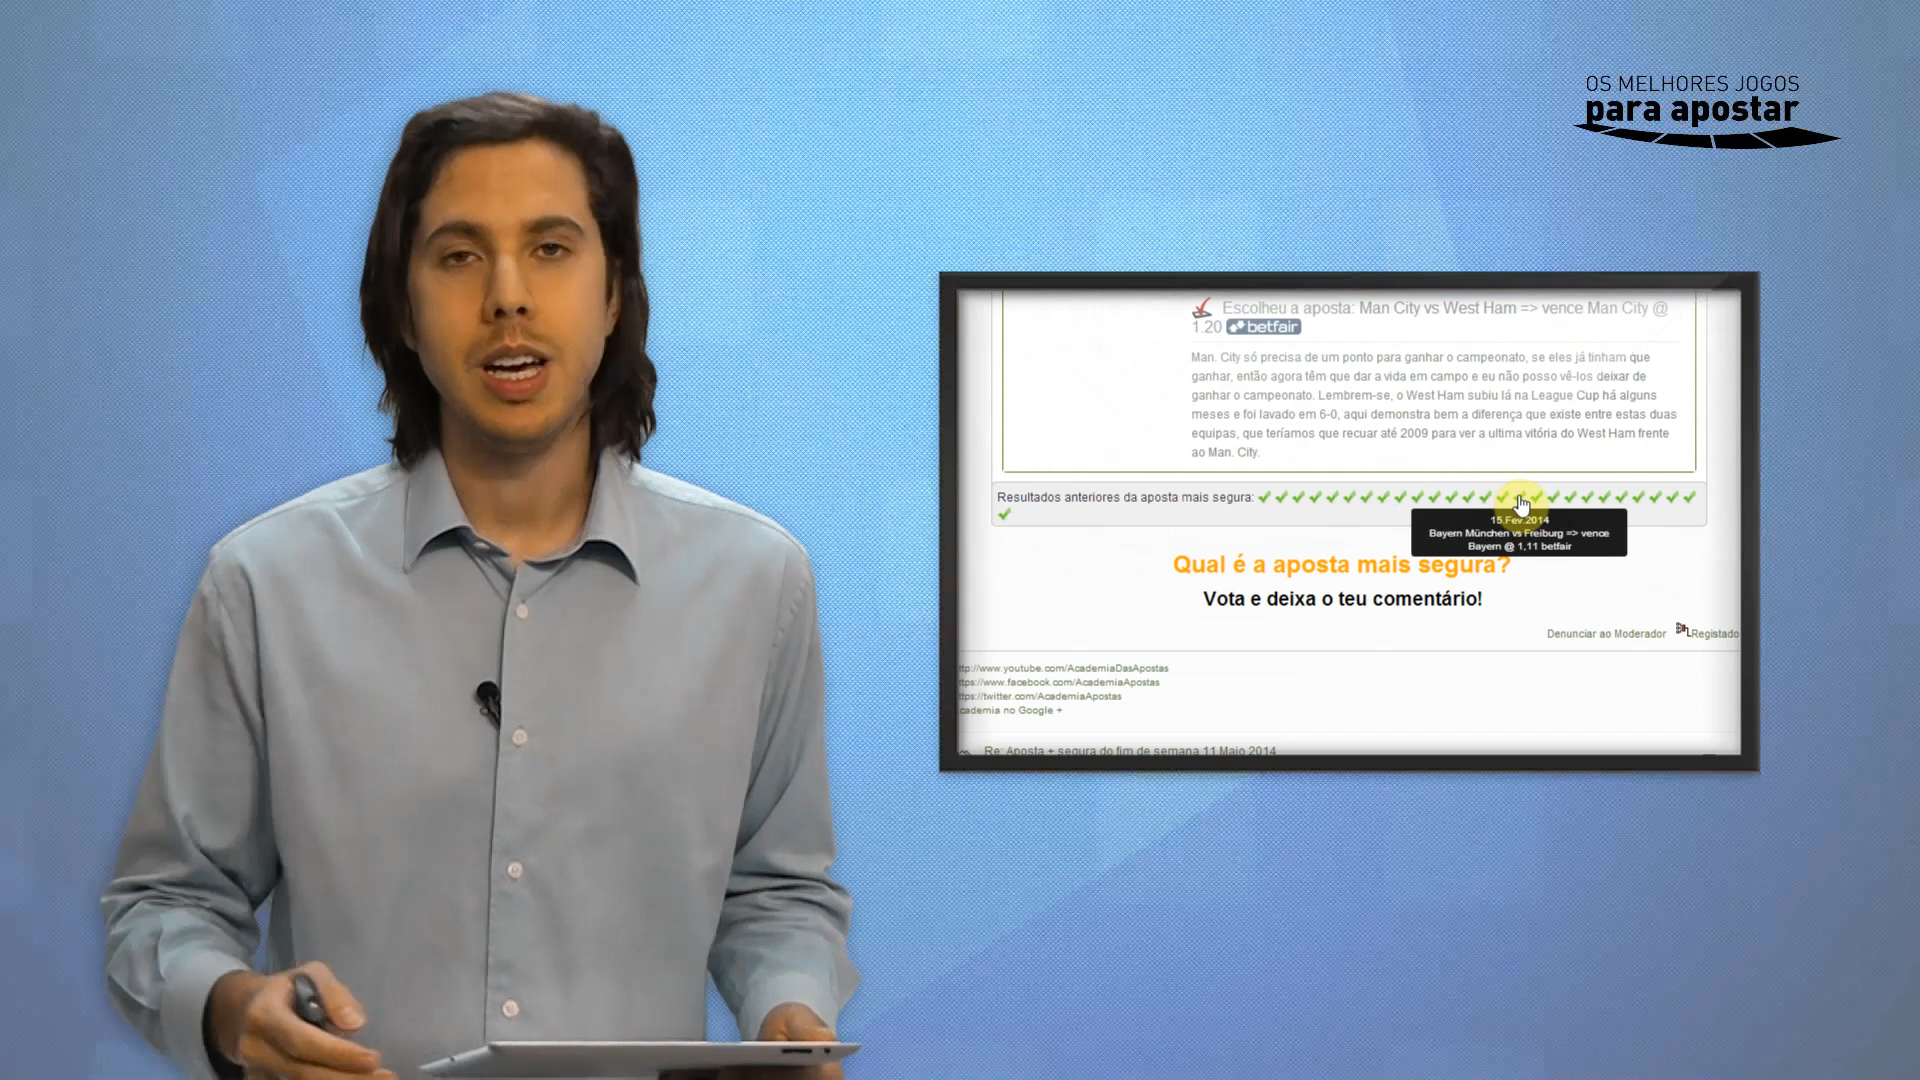 OS MELHORES JOGOS
para apostar
Escolheu a aposta: Man City vs West Ham => vence Man City @
1.20 betfair
Man. City só precisa de um ponto para ganhar o campeonato, se eles já tinham que
ganhar, então agora têm que dar a vida em campo e eu não posso vê-los deixar de
ganhar o campeonato. Lembrem-se, o West Ham subiu lá na League Cup há alguns
meses e foi lavado em 6-0, aqui demonstra bem a diferença que existe entre estas duas
equipas, que teríamos que recuar até 2009 para ver a ultima vitória do West Ham frente
ao Man. City.
Resultados anteriores da aposta mais segura:
15.Fev.2014
Bayern München vs Freiburg => vence
Bayern @ 1,11 betfair
Qual é a aposta mais segura?
Vota e deixa o teu comentário!
Denunciar ao Moderador Registado
ttp://www.youtube.com/AcademiaDasApostas
ttps://www.facebook.com/AcademiaApostas
ttps://twitter.com/AcademiaApostas
cademia no Google +
Re: Aposta + segura do fim de semana 11 Maio 2014